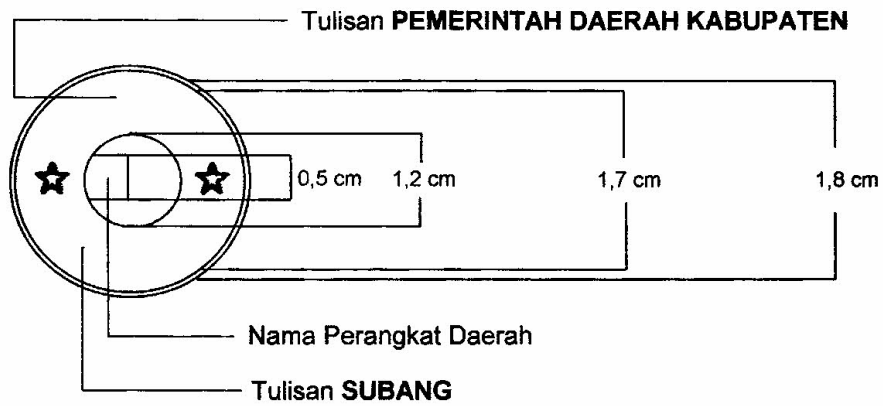 Tulisan PEMERINTAH DAERAH KABUPATEN
0,5 cm 1,2 cm 1,7 cm 1,8 cm
Nama Perangkat Daerah
Tulisan SUBANG